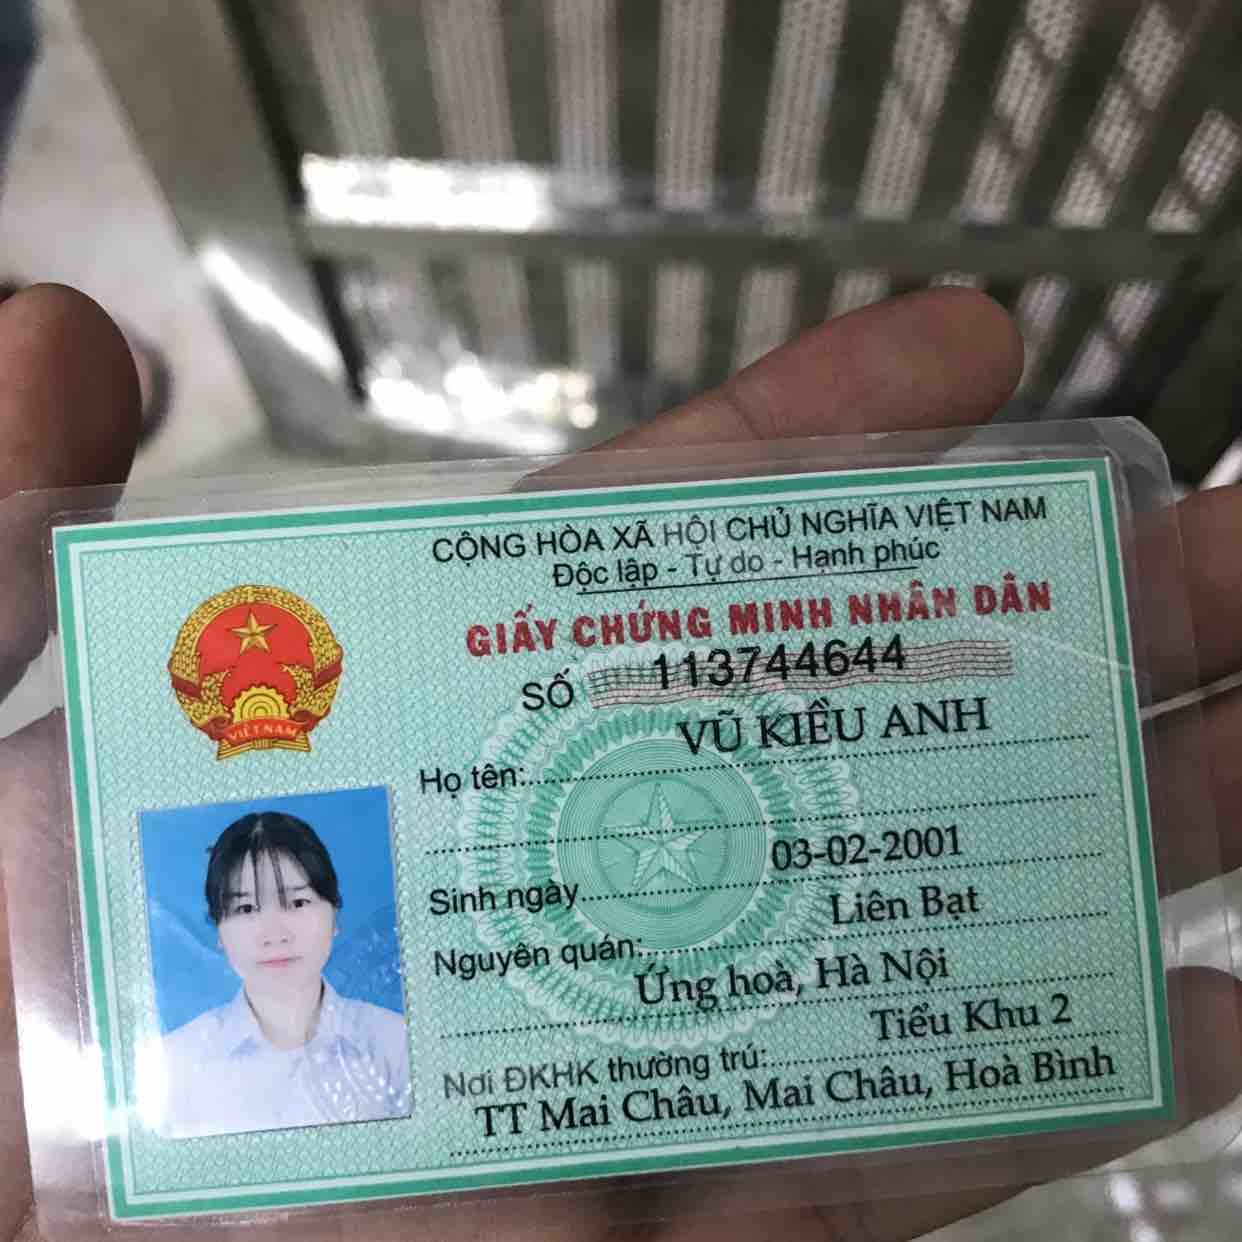 CỘNG HÒA XÃ HỘI CHỦ NGHĨA VIỆT NAM
Độc lập - Tự do - Hạnh phúc
GIẤY CHỨNG MINH NHÂN DÂN
SỐ 113744644
VIỆT NAM
Họ tên: VŨ KIỀU ANH
Sinh ngày 03-02-2001
Nguyên quán: Liên Bạt
Ứng hoà, Hà Nội
Nơi ĐKHK thường trú: Tiểu Khu 2
TT Mai Châu, Mai Châu, Hoà Bình